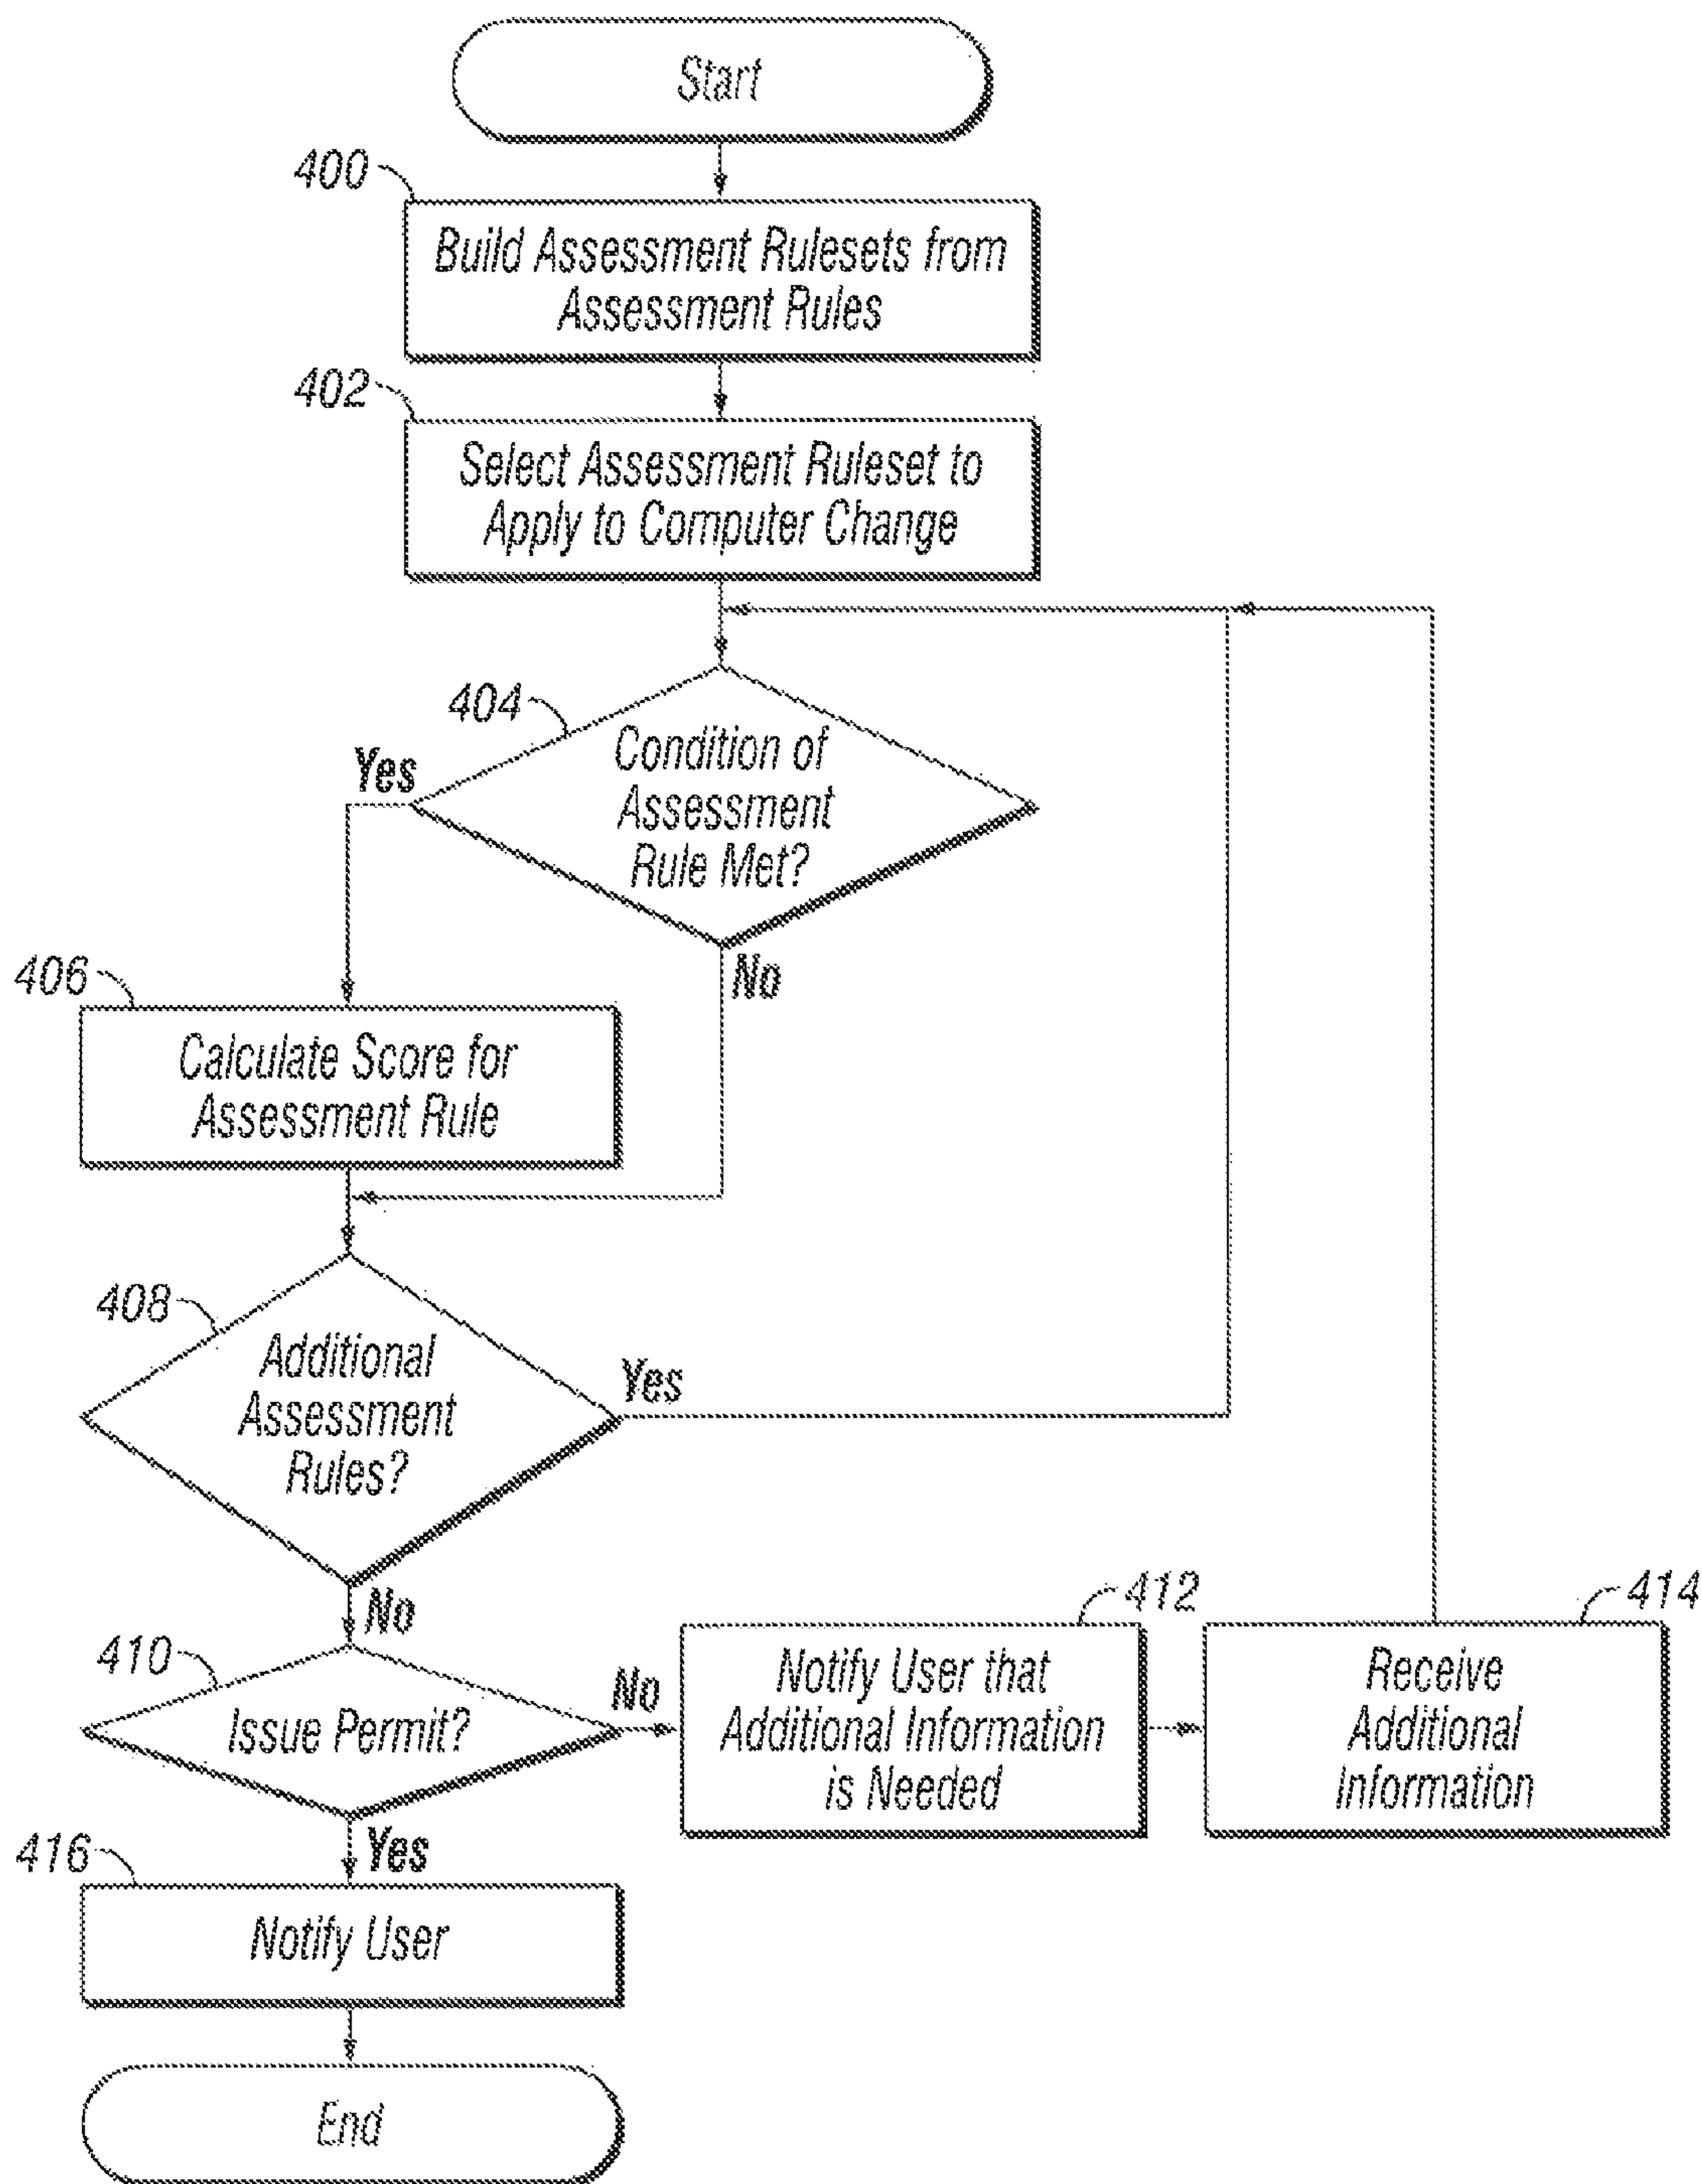 Start
400
Build Assessment Rulesets from
Assessment Rules
402
Select Assessment Ruleset to
Apply to Computer Change
404
Yes
Condition of
Assessment
Rule Met?
No
406
Calculate Score for
Assessment Rule
408
Additional
Assessment
Rules?
Yes
No
410
Issue Permit?
No
412
Notify User that
Additional Information
is Needed
414
Receive
Additional
Information
Yes
416
Notify User
End